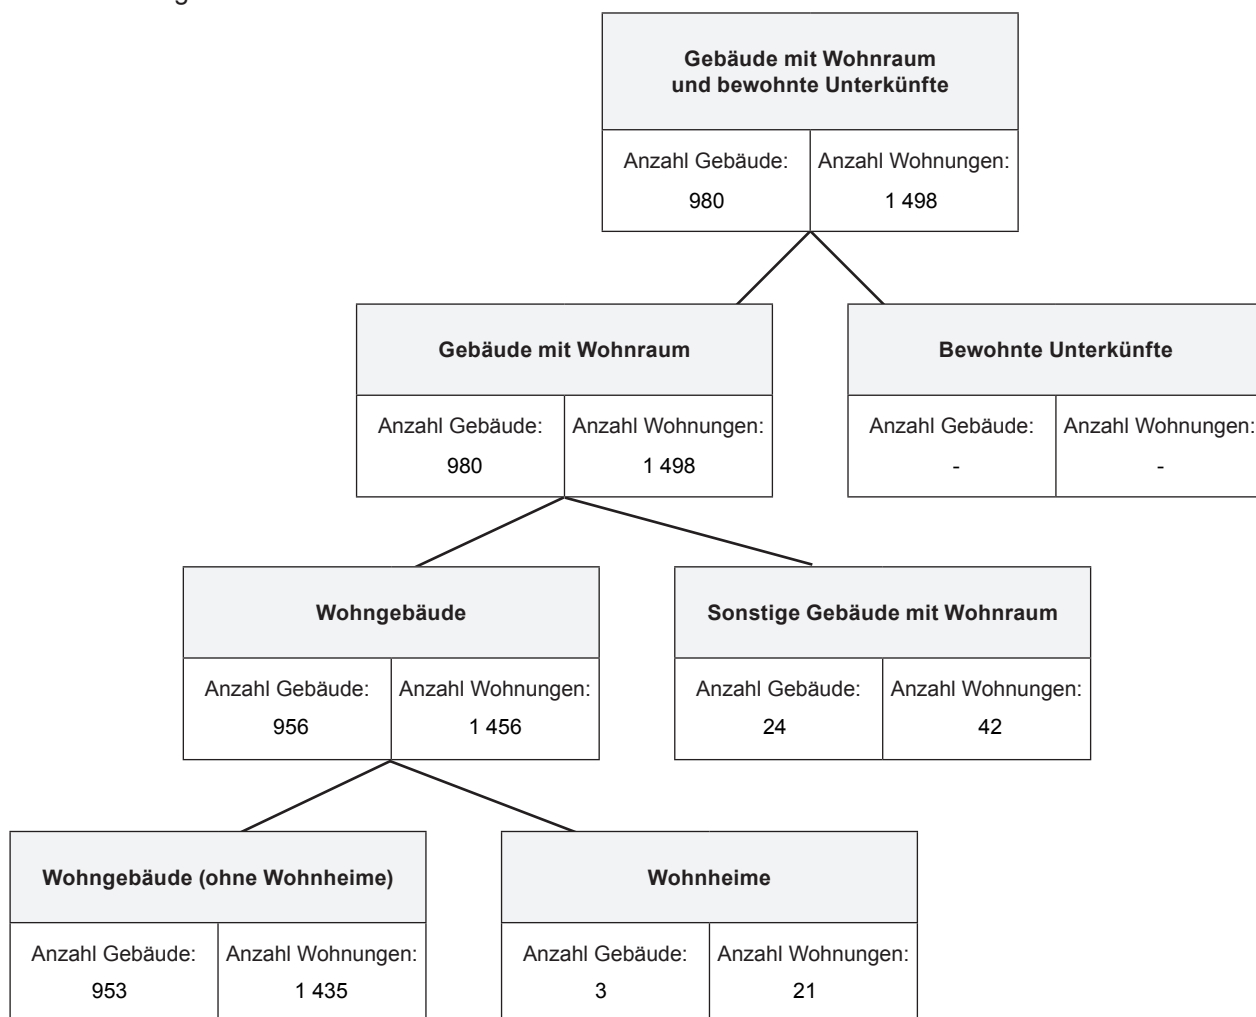 Gebäude mit Wohnraum
und bewohnte Unterkünfte
Anzahl Gebäude: Anzahl Wohnungen:
980 1 498
Gebäude mit Wohnraum
Anzahl Gebäude: Anzahl Wohnungen:
980 1 498
Bewohnte Unterkünfte
Anzahl Gebäude: Anzahl Wohnungen:
- -
Wohngebäude
Anzahl Gebäude: Anzahl Wohnungen:
956 1 456
Sonstige Gebäude mit Wohnraum
Anzahl Gebäude: Anzahl Wohnungen:
24 42
Wohngebäude (ohne Wohnheime)
Anzahl Gebäude: Anzahl Wohnungen:
953 1 435
Wohnheime
Anzahl Gebäude: Anzahl Wohnungen:
3 21